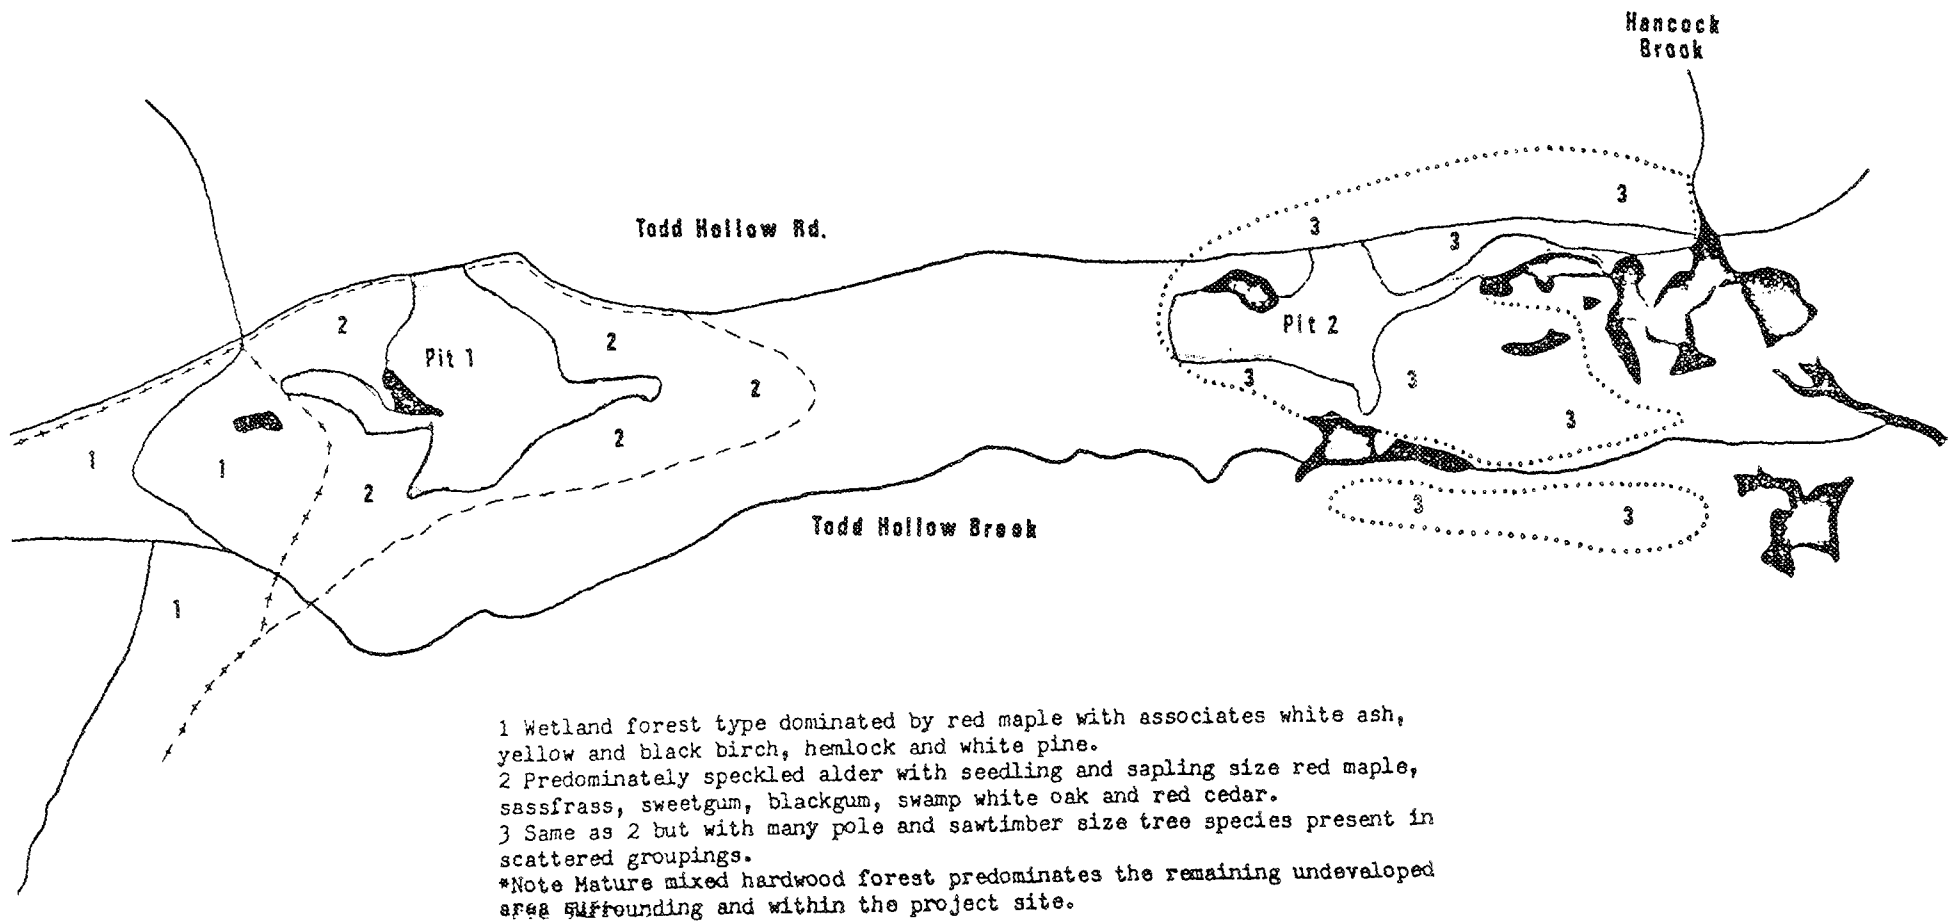 Hancock
Brook
3
Todd Hollow Rd.
3
3
2
Pit 2
2
Pit 1
3
3
2
3
2
1
1
2
3
3
Todd Hollow Brook
1
1 Wetland forest type dominated by red maple with associates white ash,
yellow and black birch, hemlock and white pine.
2 Predominately speckled alder with seedling and sapling size red maple,
sassfrass, sweetgum, blackgum, swamp white oak and red cedar.
3 Same as 2 but with many pole and sawtimber size tree species present in
scattered groupings.
*Note Mature mixed hardwood forest predominates the remaining undeveloped
area surrounding and within the project site.